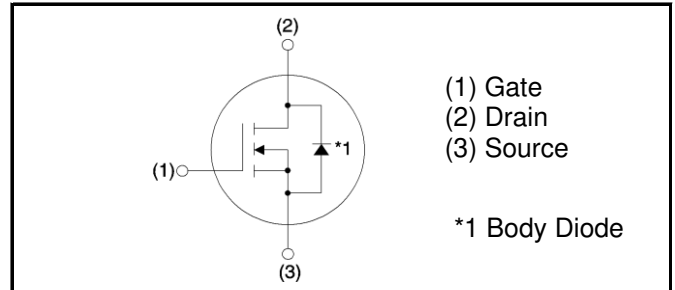 (2)
*1
(1)
(3)
(1) Gate
(2) Drain
(3) Source
*1 Body Diode